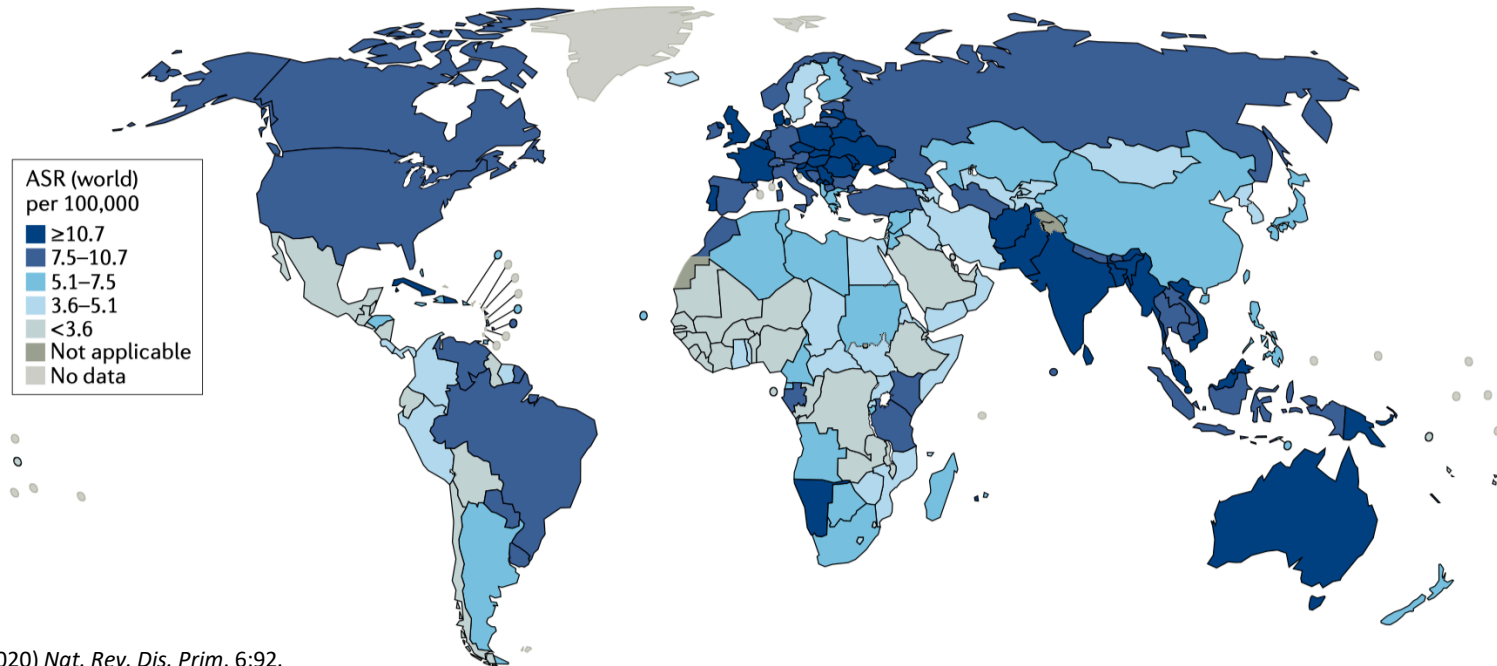 ASR (world)
per 100,000
≥10.7
7.5–10.7
5.1–7.5
3.6–5.1
<3.6
Not applicable
No data
020) Nat. Rev. Dis. Prim. 6:92.